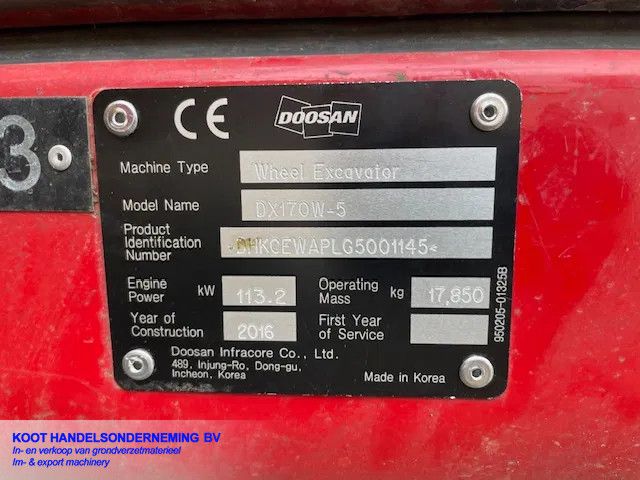 3
CE DOOSAN
Machine Type Wheel Excavator
Model Name DX170W-5
Product
Identification
Number DHKCEWAPLG5001145<
Engine
Power kW 113.2 Operating
Mass kg 17,850
Year of
Construction 2016 First Year
of Service
Doosan Infracore Co., Ltd.
489, Injung-Ro, Dong-gu,
Incheon, Korea
Made in Korea
950205-01325B
KOOT HANDELSONDERNEMING BV
In- en verkoop van grondverzetmaterieel
Im- & export machinery